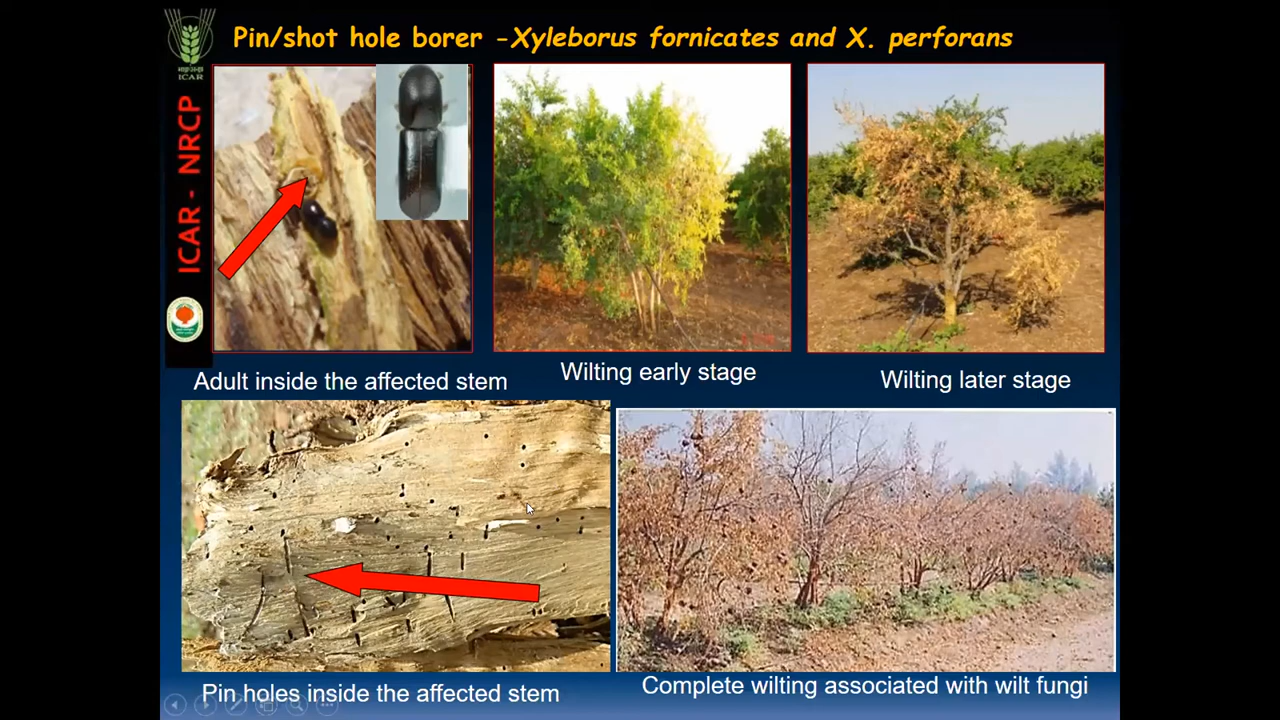 Pin/shot hole borer -Xyleborus fornicates and X. perforans
ICAR
ICAR - NRCP
Adult inside the affected stem
Wilting early stage
Wilting later stage
Pin holes inside the affected stem
Complete wilting associated with wilt fungi